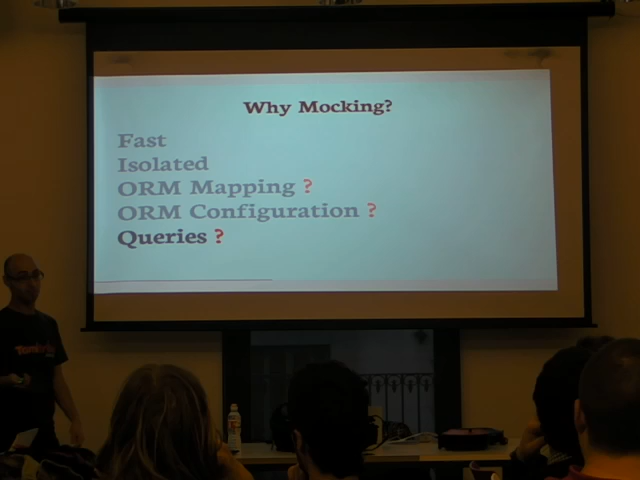 Why Mocking?
Fast
Isolated
ORM Mapping ?
ORM Configuration ?
Queries ?